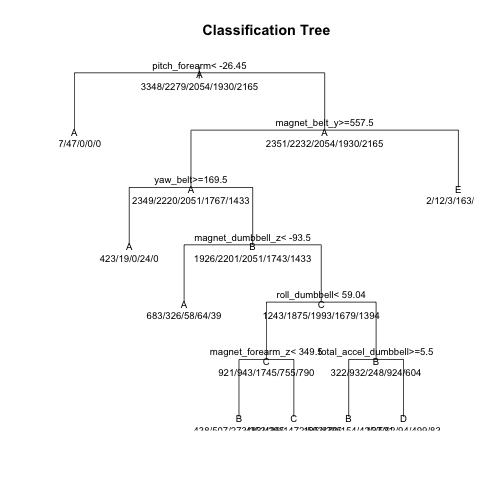 Classification Tree
pitch_forearm< -26.45
A
3348/2279/2054/1930/2165
magnet_belt_y>=557.5
A
7/47/0/0/0
A
2351/2232/2054/1930/2165
yaw_belt>=169.5
A
2349/2220/2051/1767/1433
E
2/12/3/163/
magnet_dumbbell_z< -93.5
A
423/19/0/24/0
B
1926/2201/2051/1743/1433
roll_dumbbell< 59.04
A
683/326/58/64/39
C
1243/1875/1993/1679/1394
magnet_forearm_z< 349.5
total_accel_dumbbell>=5.5
C
921/943/1745/755/790
B
322/932/248/924/604
B
C
B
D